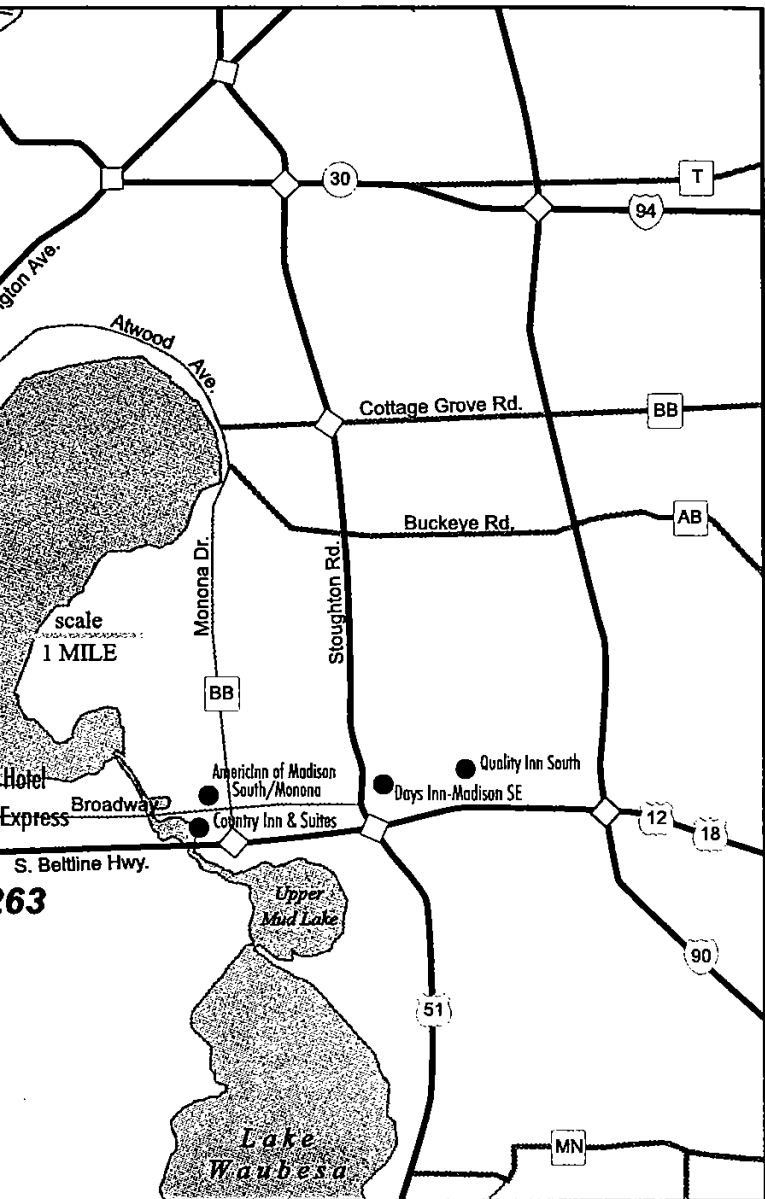 30
T
94
gton Ave.
Atwood
Ave.
Cottage Grove Rd.
BB
Buckeye Rd.
AB
Monona Dr.
Stoughton Rd.
scale
1 MILE
BB
Hotel
Express
AmericInn of Madison
South/Monona
Quality Inn South
Days Inn-Madison SE
Broadway
Country Inn & Suites
12
18
S. Beltline Hwy.
263
Upper
Mud Lake
90
51
Lake
Waubesa
MN